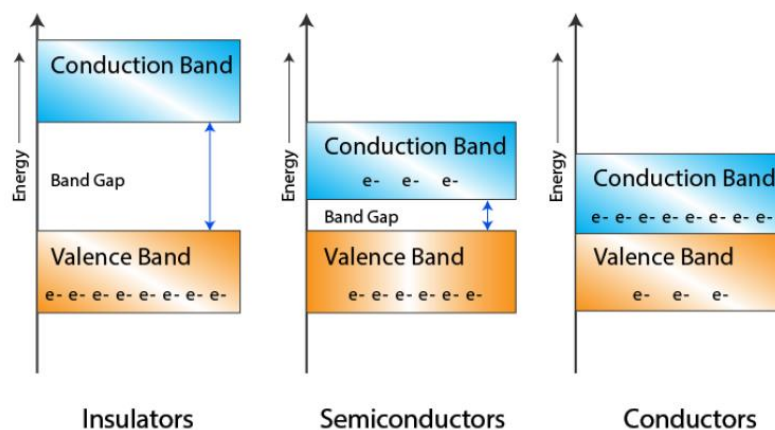 Conduction Band
Energy
Band Gap
Valence Band
e- e- e- e- e- e- e- e-
Insulators
Energy
Conduction Band
e- e- e-
Band Gap
Valence Band
e- e- e- e- e- e-
Semiconductors
Energy
Conduction Band
e- e- e- e- e- e- e- e-
Valence Band
e- e- e-
Conductors